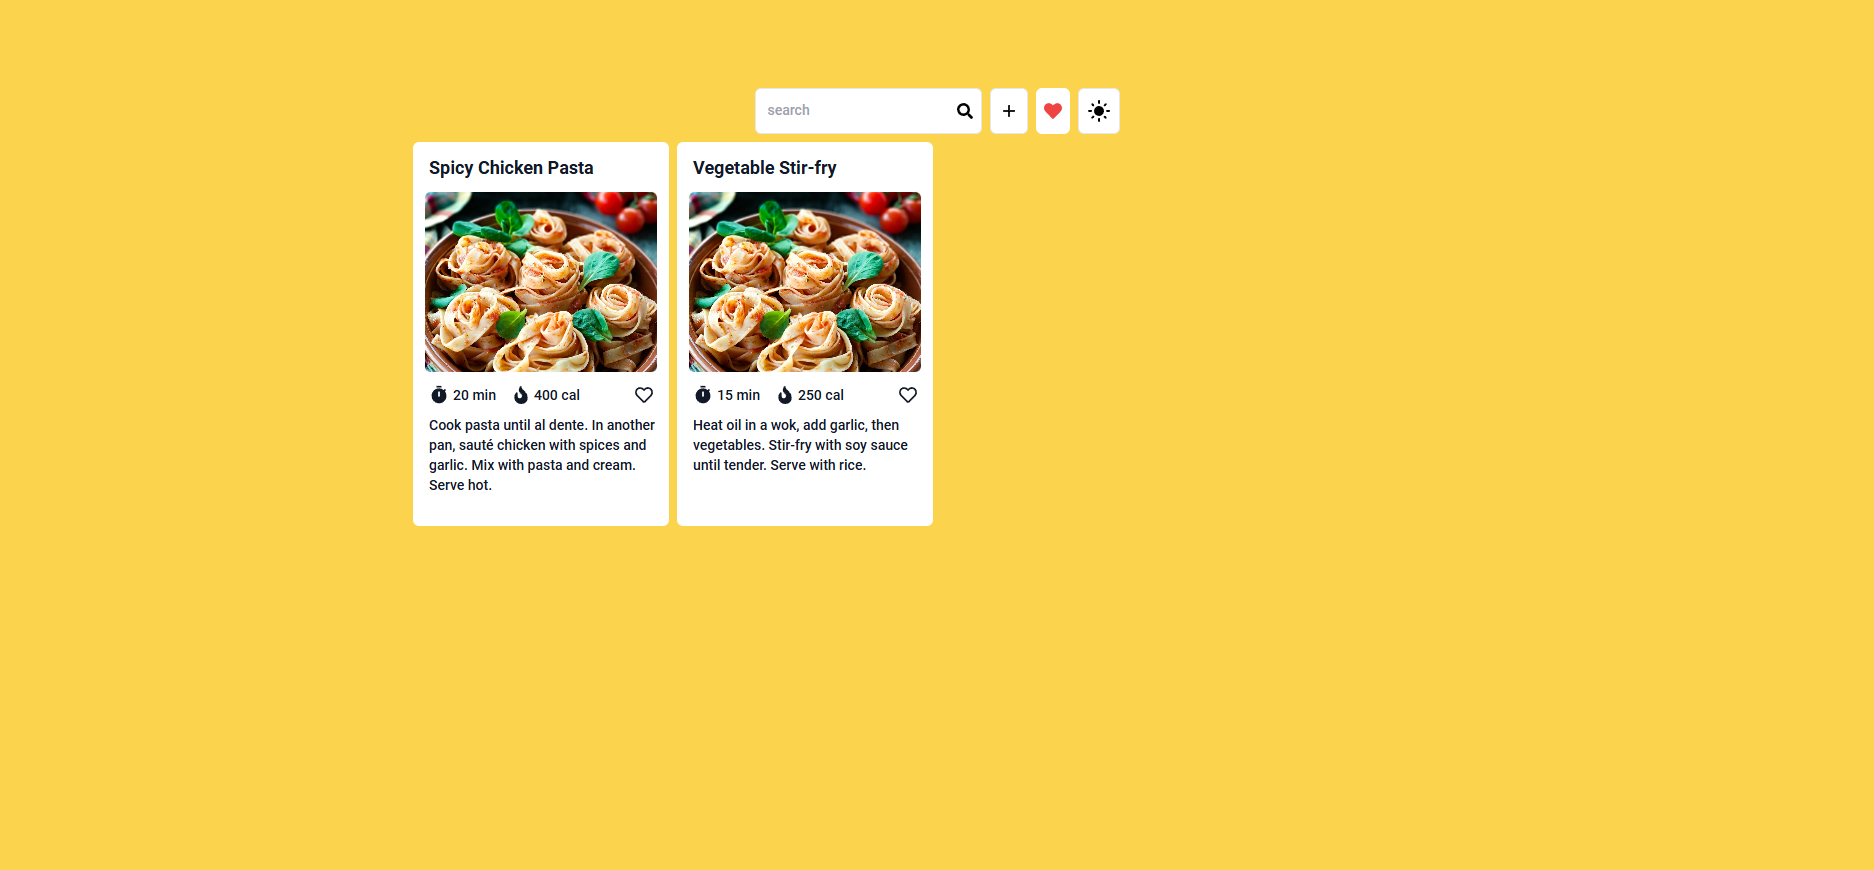 search
Spicy Chicken Pasta
20 min 400 cal
Cook pasta until al dente. In another
pan, sauté chicken with spices and
garlic. Mix with pasta and cream.
Serve hot.
Vegetable Stir-fry
15 min 250 cal
Heat oil in a wok, add garlic, then
vegetables. Stir-fry with soy sauce
until tender. Serve with rice.